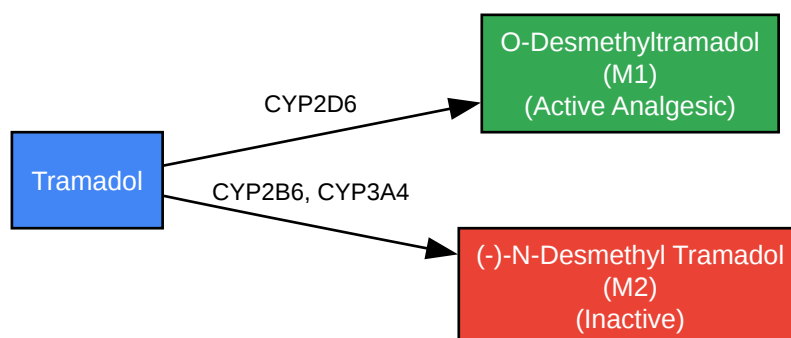 O-Desmethyltramadol
(M1)
(Active Analgesic)
CYP2D6
Tramadol
CYP2B6, CYP3A4
(-)-N-Desmethyl Tramadol
(M2)
(Inactive)